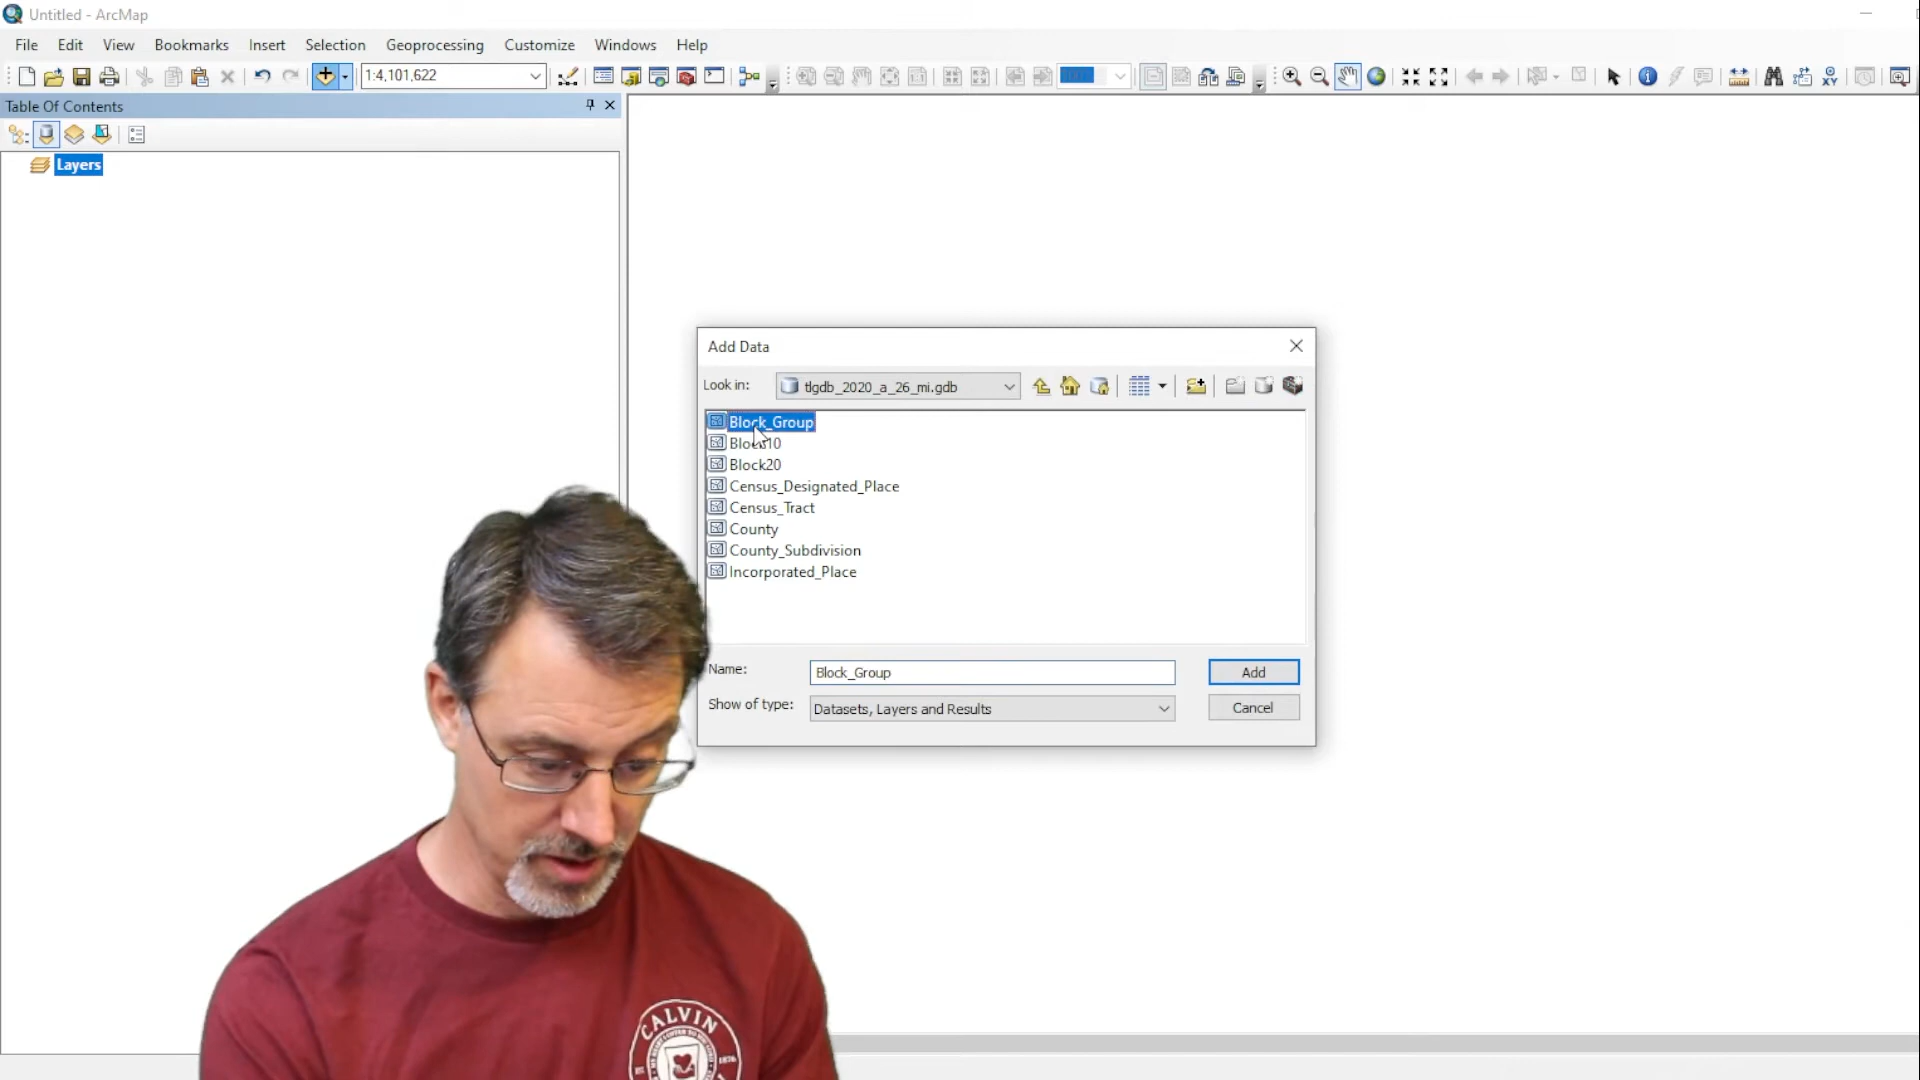 Untitled - ArcMap
File Edit View Bookmarks Insert Selection Geoprocessing Customize Windows Help
1:4,101,622
Table Of Contents
Layers
Add Data
Look in: tlgdb_2020_a_26_mi.gdb
Block_Group
Block10
Block20
Census_Designated_Place
Census_Tract
County
County_Subdivision
Incorporated_Place
Name: Block_Group Add
Show of type: Datasets, Layers and Results Cancel
CALVIN